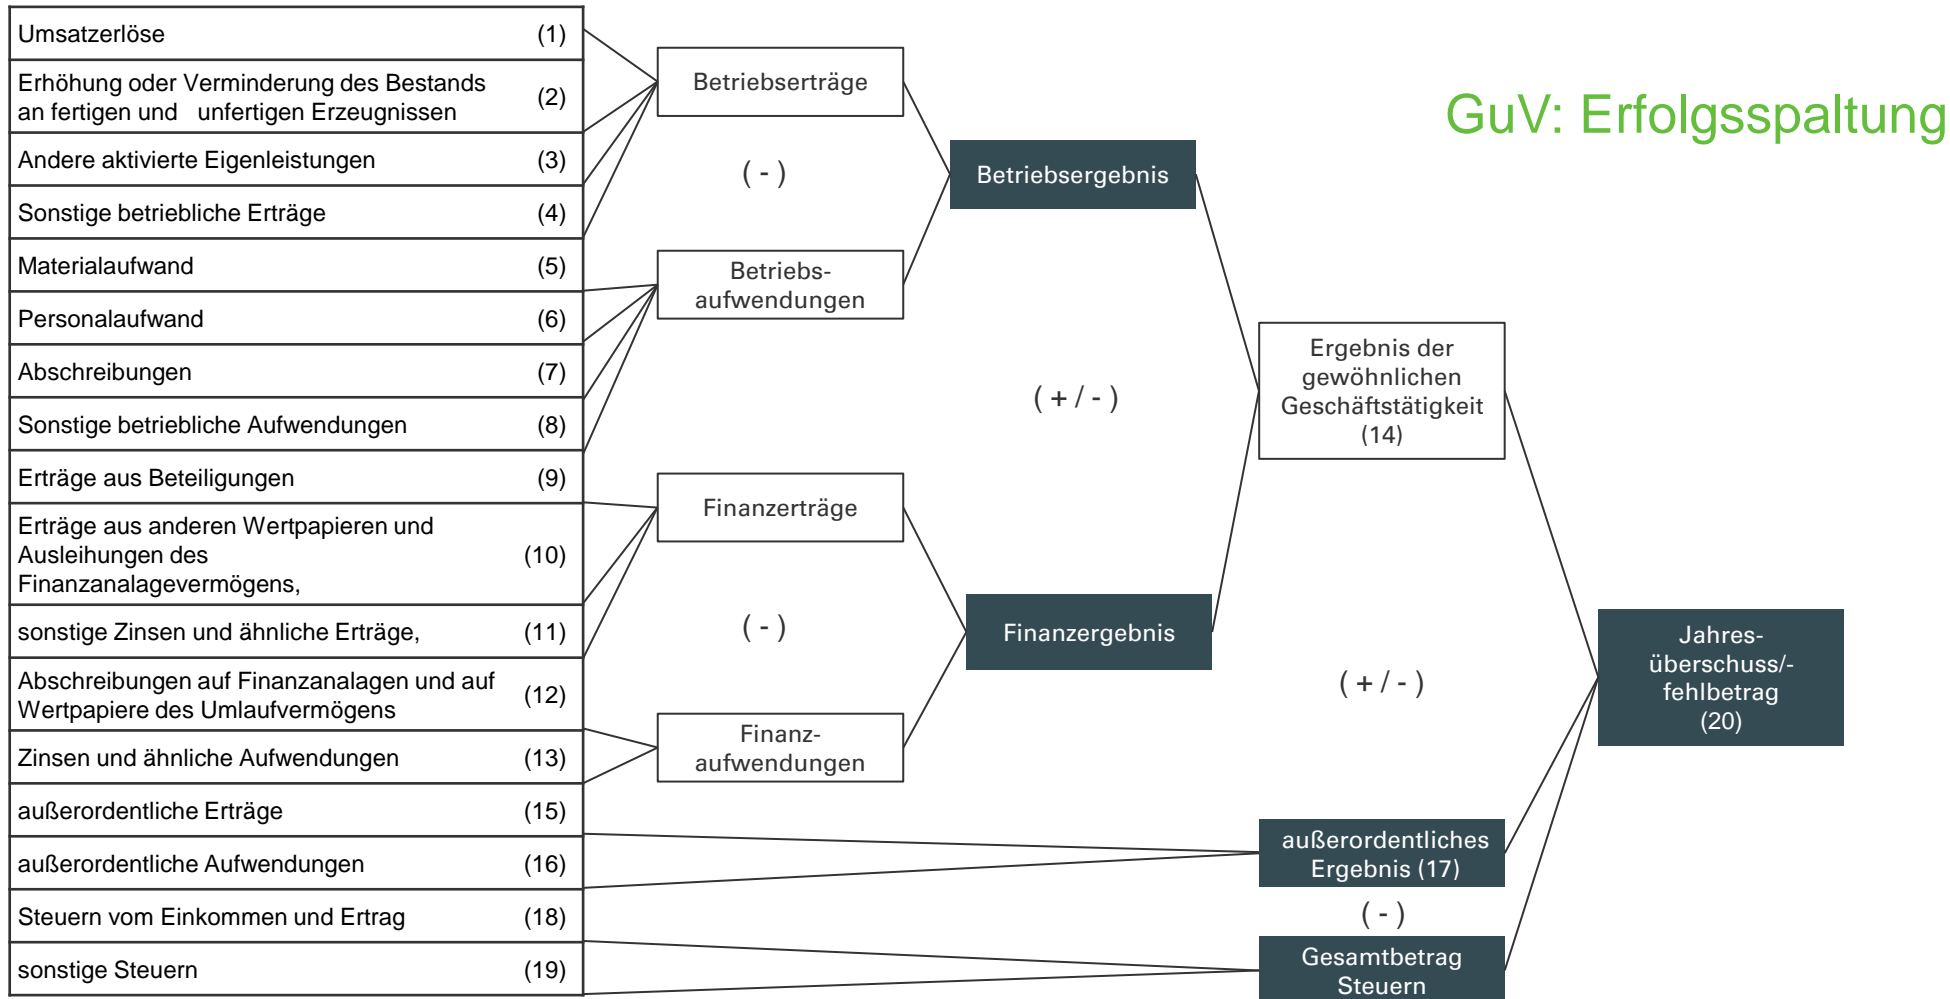 GuV: Erfolgsspaltung
Umsatzerlöse (1)
Erhöhung oder Verminderung des Bestands
an fertigen und unfertigen Erzeugnissen (2)
Andere aktivierte Eigenleistungen (3)
Sonstige betriebliche Erträge (4)
Materialaufwand (5)
Personalaufwand (6)
Abschreibungen (7)
Sonstige betriebliche Aufwendungen (8)
Erträge aus Beteiligungen (9)
Erträge aus anderen Wertpapieren und
Ausleihungen des (10)
Finanzanalagevermögens,
sonstige Zinsen und ähnliche Erträge, (11)
Abschreibungen auf Finanzanalagen und auf
Wertpapiere des Umlaufvermögens (12)
Zinsen und ähnliche Aufwendungen (13)
außerordentliche Erträge (15)
außerordentliche Aufwendungen (16)
Steuern vom Einkommen und Ertrag (18)
sonstige Steuern (19)
Betriebserträge
( - )
Betriebs-
aufwendungen
Finanzerträge
( - )
Finanz-
aufwendungen
Betriebsergebnis
( + / - )
Finanzergebnis
Ergebnis der
gewöhnlichen
Geschäftstätigkeit
(14)
( + / - )
außerordentliches
Ergebnis (17)
( - )
Gesamtbetrag
Steuern
Jahres-
überschuss/-
fehlbetrag
(20)